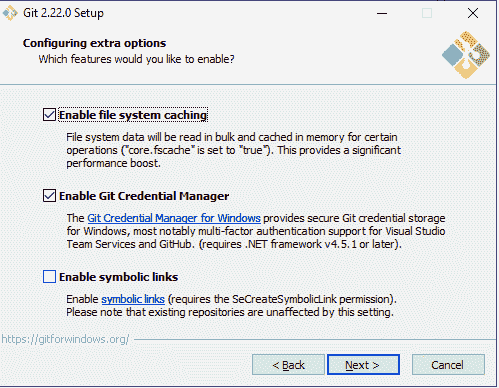 Git 2.22.0 Setup
Configuring extra options
Which features would you like to enable?
Enable file system caching
File system data will be read in bulk and cached in memory for certain
operations ("core.fscache" is set to "true"). This provides a significant
performance boost.
Enable Git Credential Manager
The Git Credential Manager for Windows provides secure Git credential storage
for Windows, most notably multi-factor authentication support for Visual Studio
Team Services and GitHub. (requires .NET framework v4.5.1 or later).
Enable symbolic links
Enable symbolic links (requires the SeCreateSymbolicLink permission).
Please note that existing repositories are unaffected by this setting.
https://gitforwindows.org/
< Back
Next >
Cancel